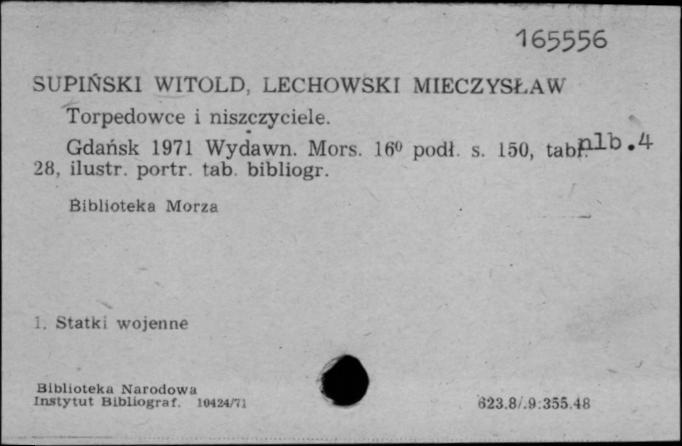 165556
SUPIŃSKI WITOLD, LECHOWSKI MIECZYSŁAW
Torpedowce i niszczyciele.
Gdańsk 1971 Wydawn. Mors. 16⁰ podł. s. 150, tabl. nlb.4
28, ilustr. portr. tab. bibliogr.
Biblioteka Morza
1. Statki wojenne
Biblioteka Narodowa
Instytut Bibliograf. 10424/71
623.8/.9:355.48